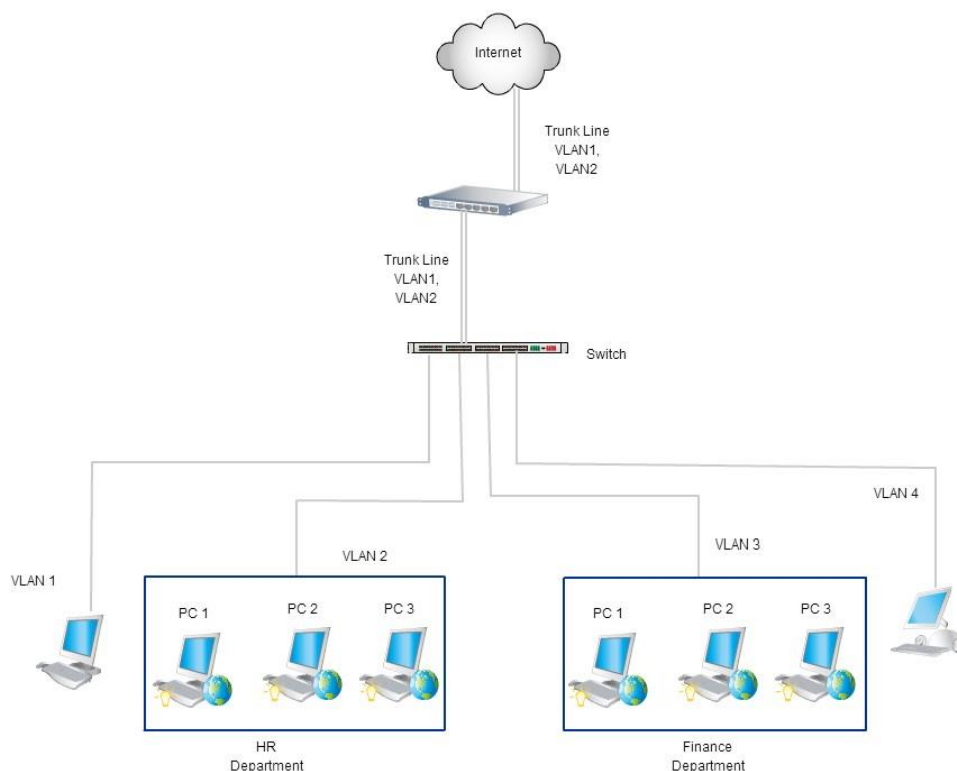 Internet
Trunk Line
VLAN1,
VLAN2
Trunk Line
VLAN1,
VLAN2
Switch
VLAN 4
VLAN 3
VLAN 2
VLAN 1
PC 1
PC 2
PC 3
PC 1
PC 2
PC 3
HR
Department
Finance
Department